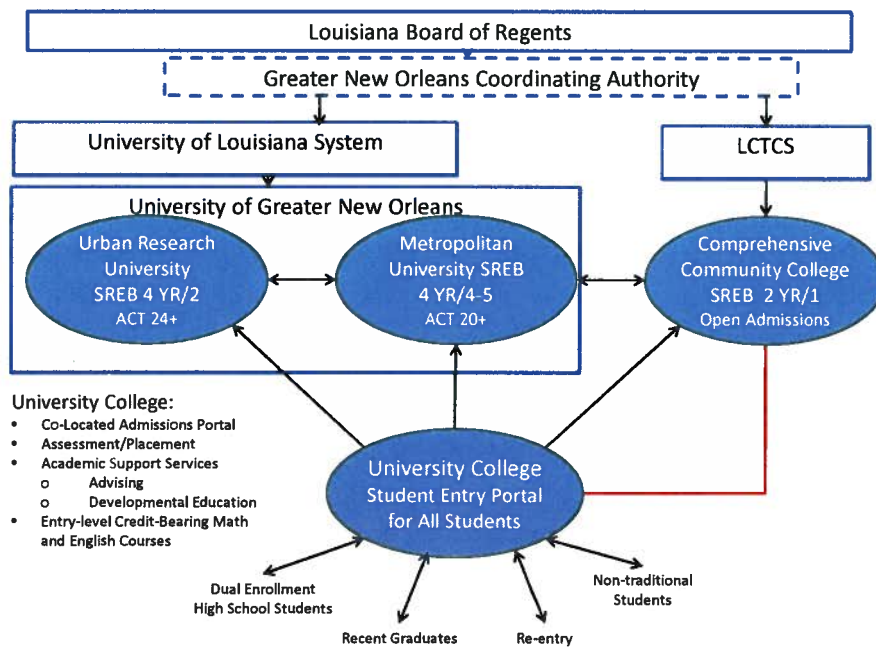 Louisiana Board of Regents
Greater New Orleans Coordinating Authority
University of Louisiana System
LCTCS
University of Greater New Orleans
Urban Research
University
SREB 4 YR/2
ACT 24+
Metropolitan
University SREB
4 YR/4-5
ACT 20+
Comprehensive
Community College
SREB 2 YR/1
Open Admissions
University College:
• Co-Located Admissions Portal
• Assessment/Placement
• Academic Support Services
o Advising
o Developmental Education
• Entry-level Credit-Bearing Math
and English Courses
University College
Student Entry Portal
for All Students
Dual Enrollment
High School Students
Recent Graduates
Re-entry
Non-traditional
Students